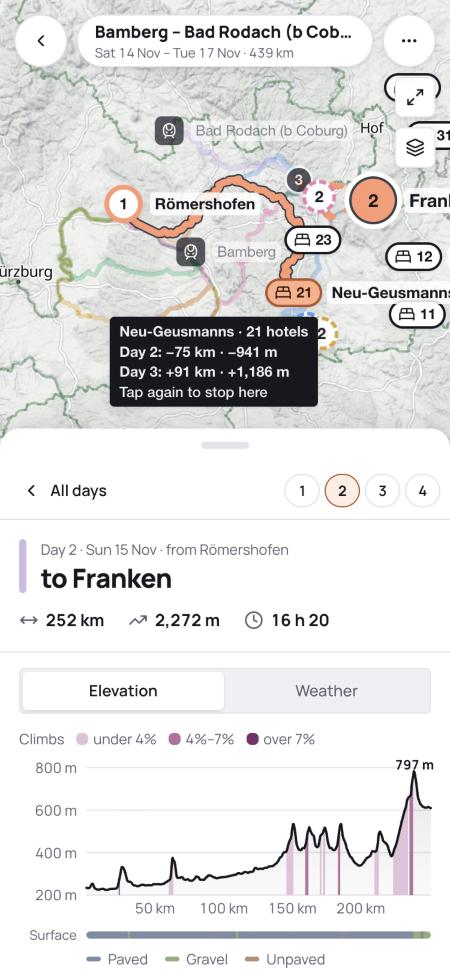 Bamberg – Bad Rodach (b Cob...
Sat 14 Nov – Tue 17 Nov · 439 km
Bad Rodach (b Coburg)
Hof
31
3
2
2
Fran
1
Römershofen
23
Bamberg
12
ürzburg
21
Neu-Geusmanns
11
2
Neu-Geusmanns · 21 hotels
Day 2: −75 km · −941 m
Day 3: +91 km · +1,186 m
Tap again to stop here
All days
1
2
3
4
Day 2 · Sun 15 Nov · from Römershofen
to Franken
252 km
2,272 m
16 h 20
Elevation
Weather
Climbs
under 4%
4%–7%
over 7%
797 m
800 m
600 m
400 m
200 m
50 km
100 km
150 km
200 km
Surface
Paved
Gravel
Unpaved